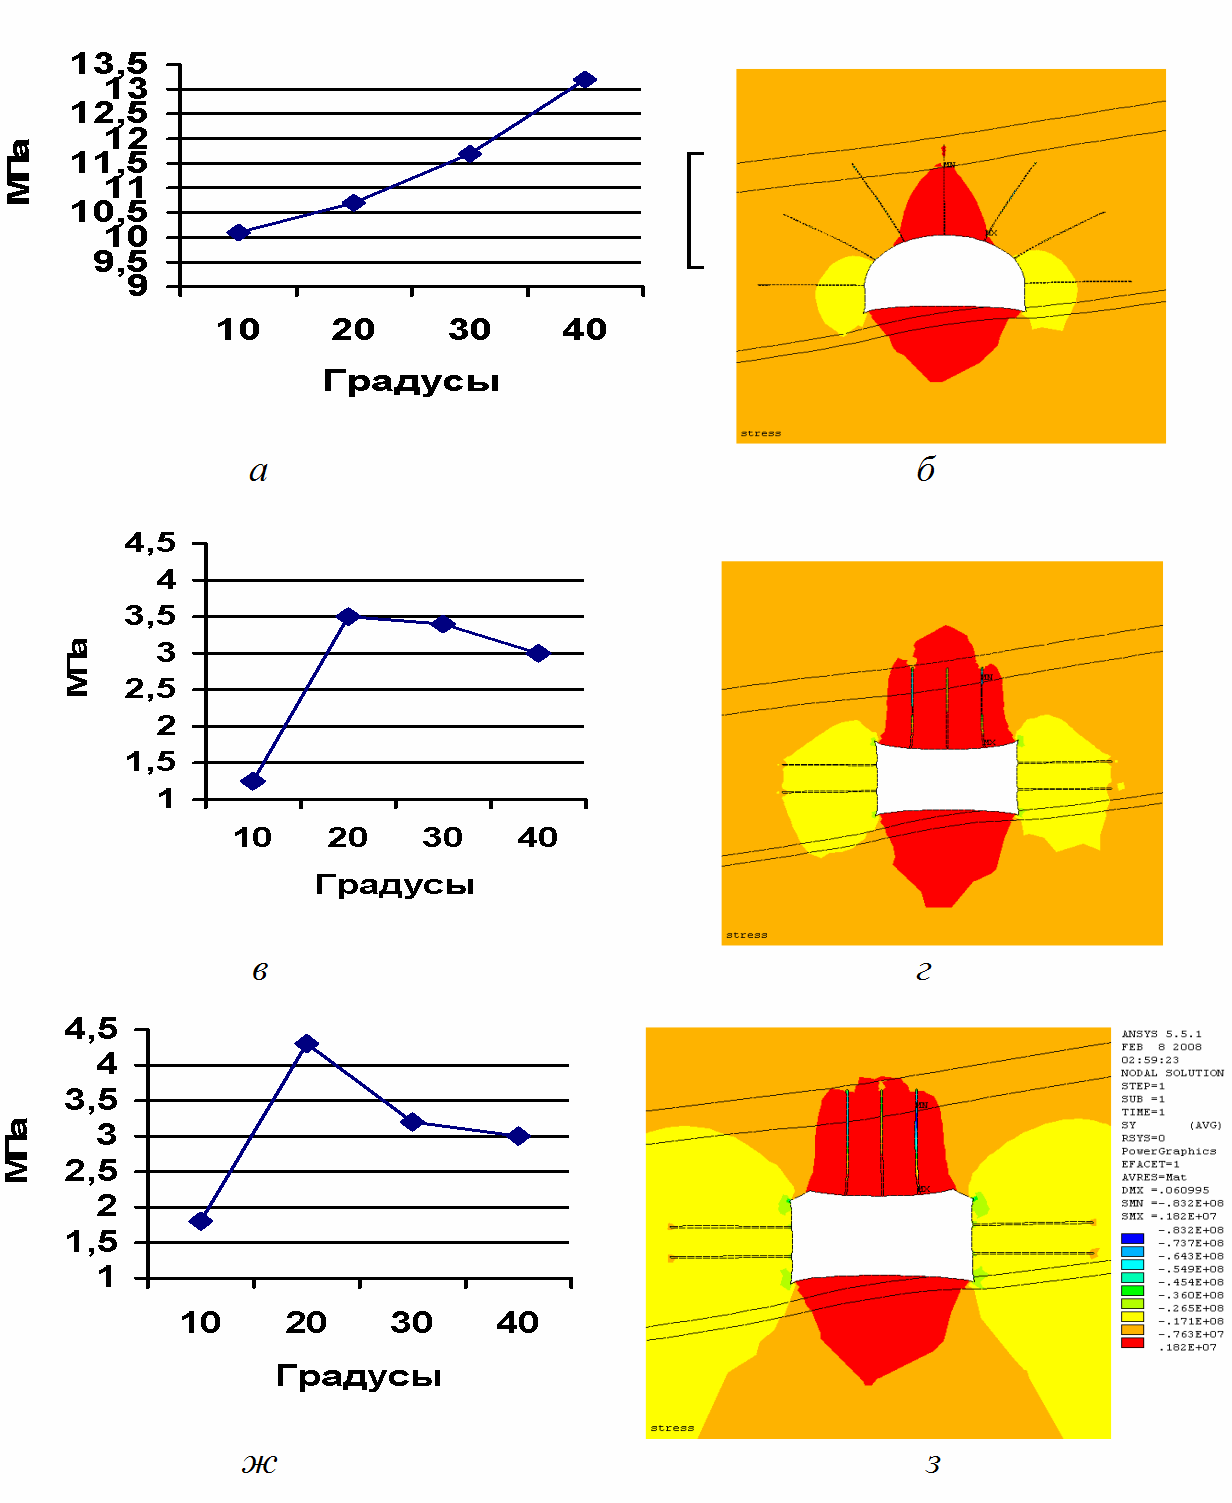 13,5
13
12,5
12
11,5
11
10,5
10
9,5
9
МПа
10 20 30 40
Градусы
MN
MX
stress
а
б
4,5
4
3,5
3
2,5
2
1,5
1
МПа
10 20 30 40
Градусы
MN
MX
stress
в
г
4,5
4
3,5
3
2,5
2
1,5
1
МПа
10 20 30 40
Градусы
MN
MX
stress
ANSYS 5.5.1
FEB 8 2008
02:59:23
NODAL SOLUTION
STEP=1
SUB =1
TIME=1
SY (AVG)
RSYS=0
PowerGraphics
EFACET=1
AVRES=Mat
DMX =.060995
SMN =-.832E+08
SMX =.182E+07
-.832E+08
-.737E+08
-.643E+08
-.549E+08
-.454E+08
-.360E+08
-.265E+08
-.171E+08
-.763E+07
.182E+07
ж
з